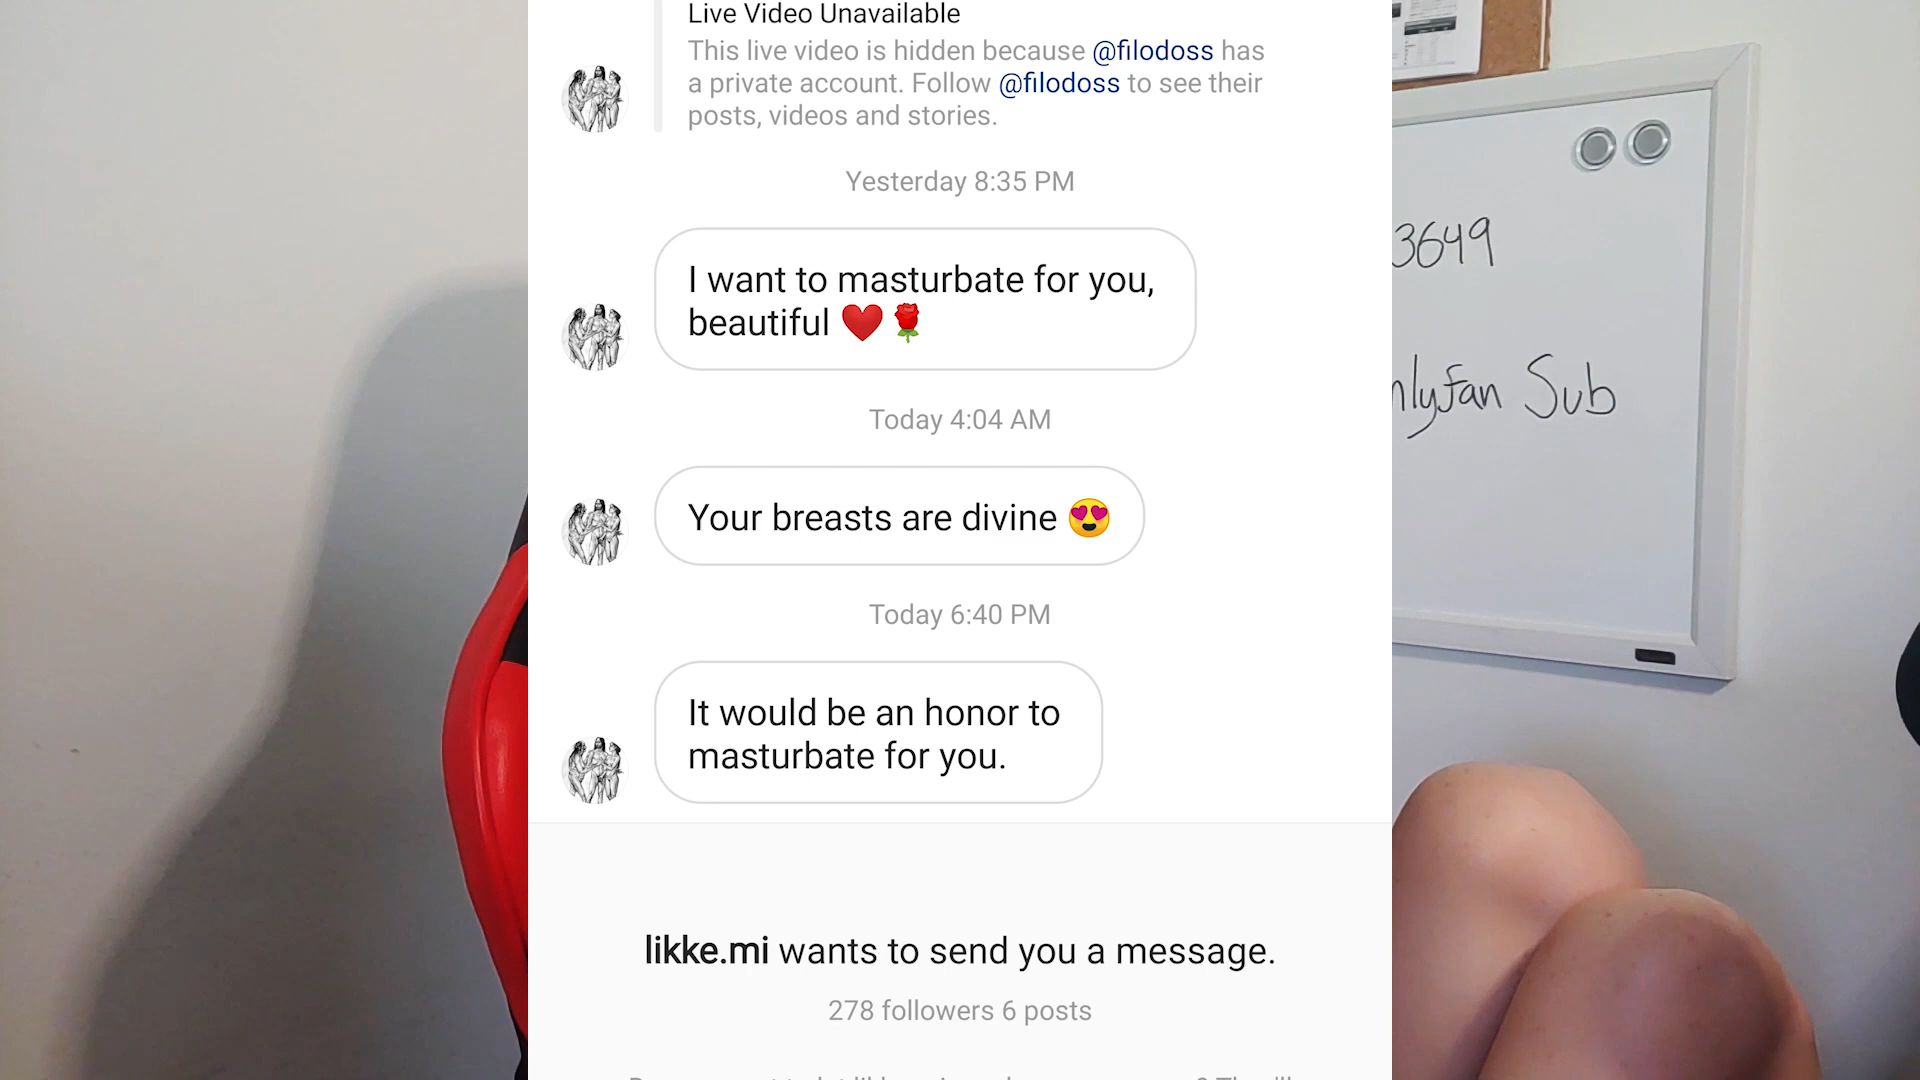 Live Video Unavailable
This live video is hidden because @filodoss has
a private account. Follow @filodoss to see their
posts, videos and stories.
Yesterday 8:35 PM
I want to masturbate for you,
beautiful ❤️🌹
Today 4:04 AM
Your breasts are divine 😍
Today 6:40 PM
It would be an honor to
masturbate for you.
likke.mi wants to send you a message.
278 followers 6 posts
3649
nlyfan Sub